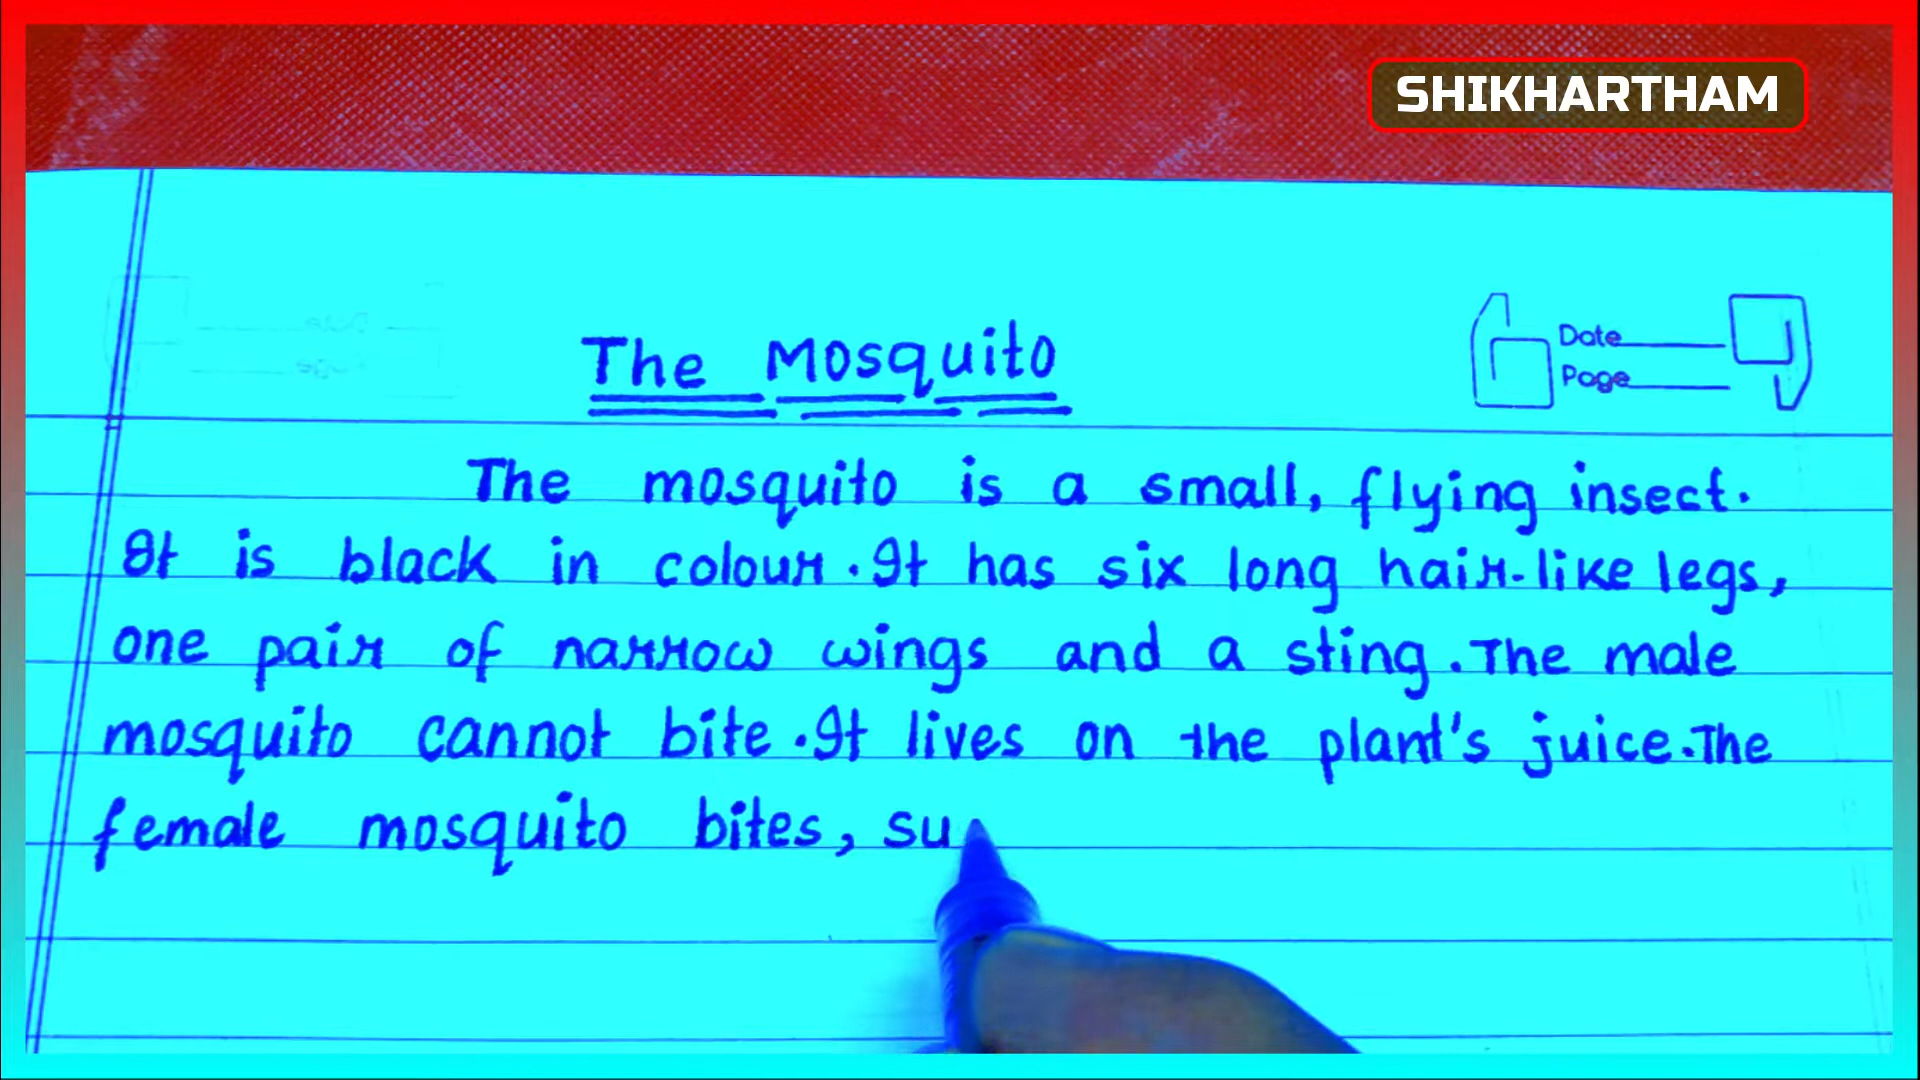 SHIKHARTHAM
Date
Page
The Mosquito
The mosquito is a small, flying insect.
It is black in colour. It has six long hair-like legs,
one pair of narrow wings and a sting. The male
mosquito cannot bite. It lives on the plant's juice. The
female mosquito bites, su